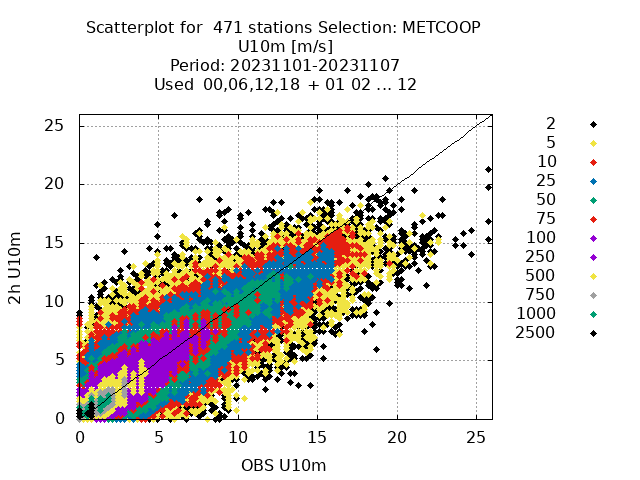 Scatterplot for  471 stations Selection: METCOOP
U10m [m/s]
Period: 20231101-20231107
Used  00,06,12,18  + 01 02 ... 12
25
20
15
10
5
0
2h U10m
0 5 10 15 20 25
OBS U10m
2
5
10
25
50
75
100
250
500
750
1000
2500